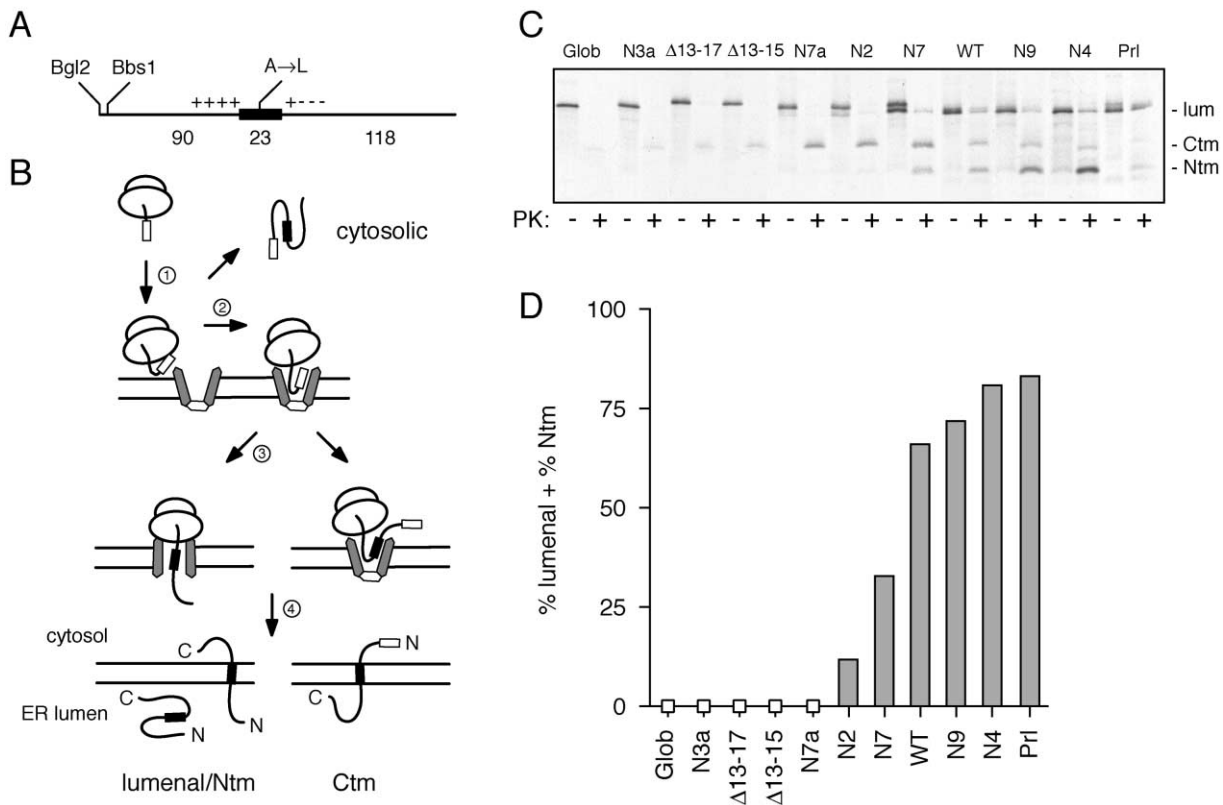 A
Bgl2
Bbs1
A→L
++++
+---
90
23
118
B
cytosolic
①
②
③
④
cytosol
ER lumen
C
N
C
N
N
C
lumenal/Ntm
Ctm
C
Glob N3a Δ13-17 Δ13-15 N7a N2 N7 WT N9 N4 Prl
- lum
- Ctm
- Ntm
PK: - + - + - + - + - + - + - + - + - + - + - +
D
% lumenal + % Ntm
100
75
50
25
0
Glob
N3a
Δ13-17
Δ13-15
N7a
N2
N7
WT
N9
N4
Prl